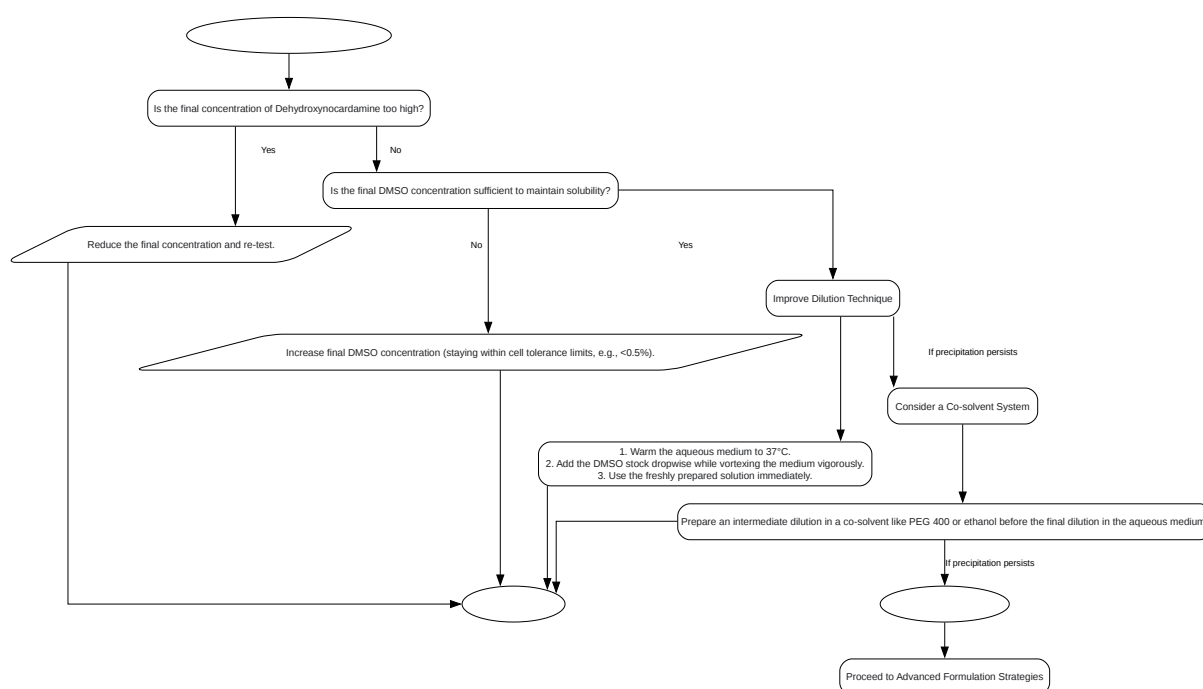 Is the final concentration of Dehydroxynocardamine too high?
Yes
No
Is the final DMSO concentration sufficient to maintain solubility?
Reduce the final concentration and re-test.
No
Yes
Improve Dilution Technique
Increase final DMSO concentration (staying within cell tolerance limits, e.g., <0.5%).
If precipitation persists
Consider a Co-solvent System
1. Warm the aqueous medium to 37°C.
2. Add the DMSO stock dropwise while vortexing the medium vigorously.
3. Use the freshly prepared solution immediately.
Prepare an intermediate dilution in a co-solvent like PEG 400 or ethanol before the final dilution in the aqueous medium
If precipitation persists
Proceed to Advanced Formulation Strategies